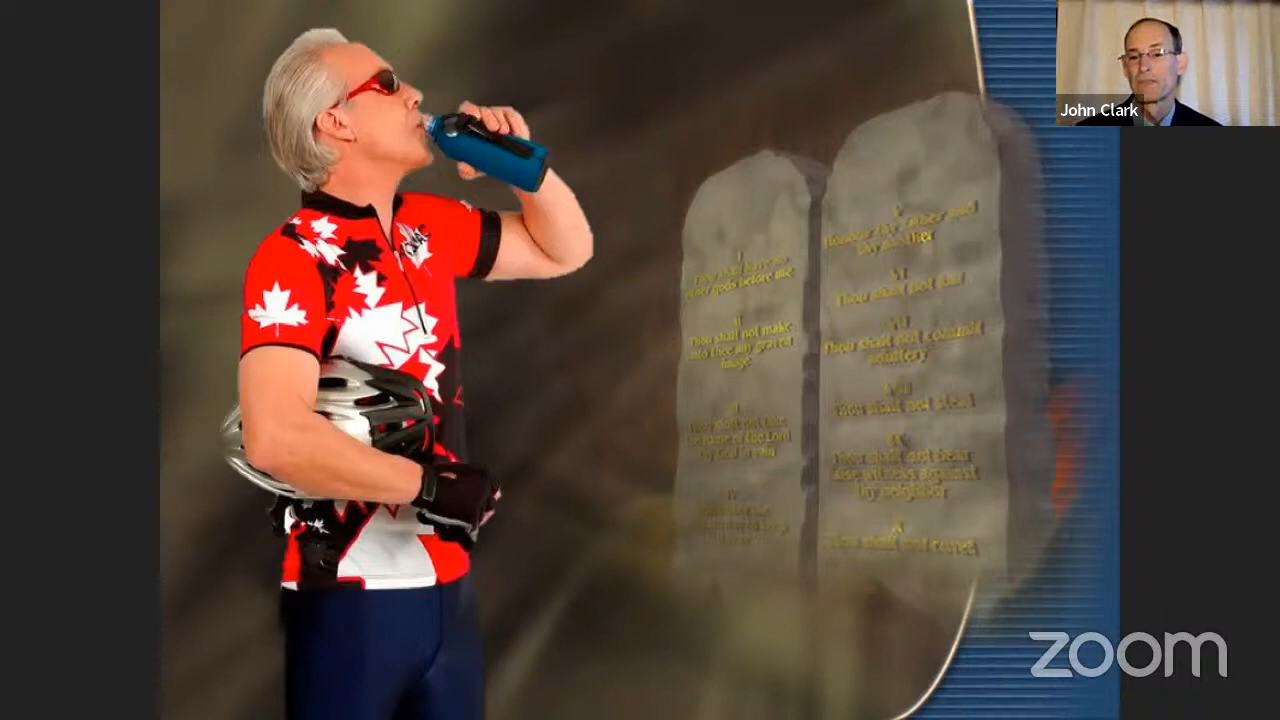 John Clark
I
Thou shalt have no
other gods before me
II
Thou shalt not make
unto thee any graven
image
III
Thou shalt not take
the name of the Lord
thy God in vain
IV
V
Honour thy father and
thy mother
VI
Thou shalt not kill
VII
Thou shalt not commit
adultery
VIII
Thou shalt not steal
IX
Thou shalt not bear
false witness against
thy neighbor
X
Thou shalt not covet
zoom